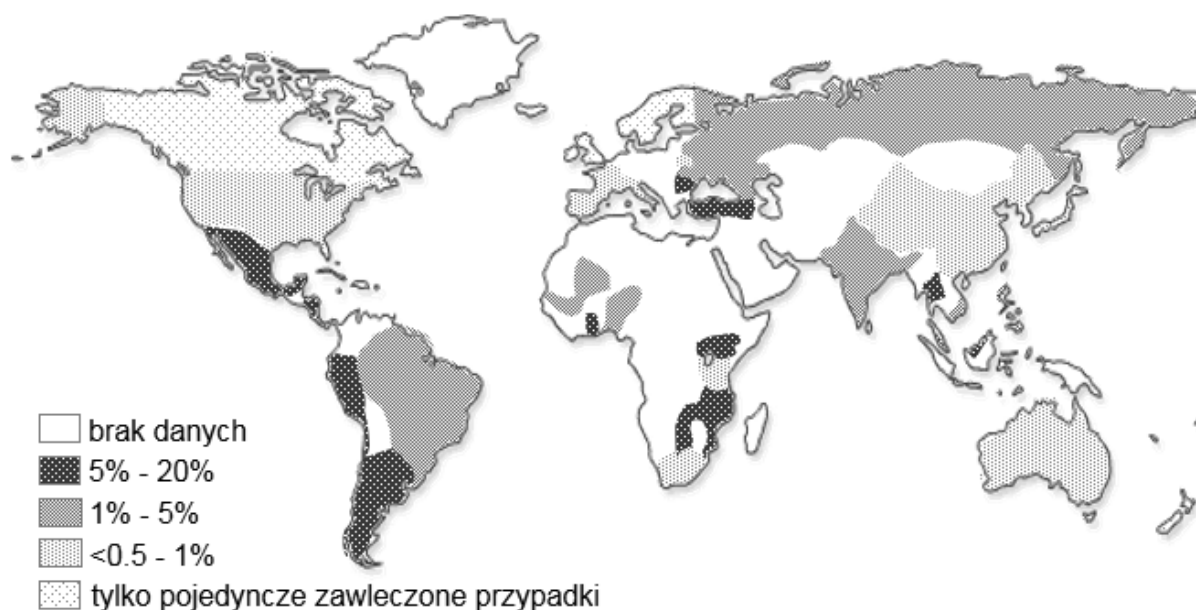 brak danych
5% - 20%
1% - 5%
<0.5 - 1%
tylko pojedyncze zawleczone przypadki